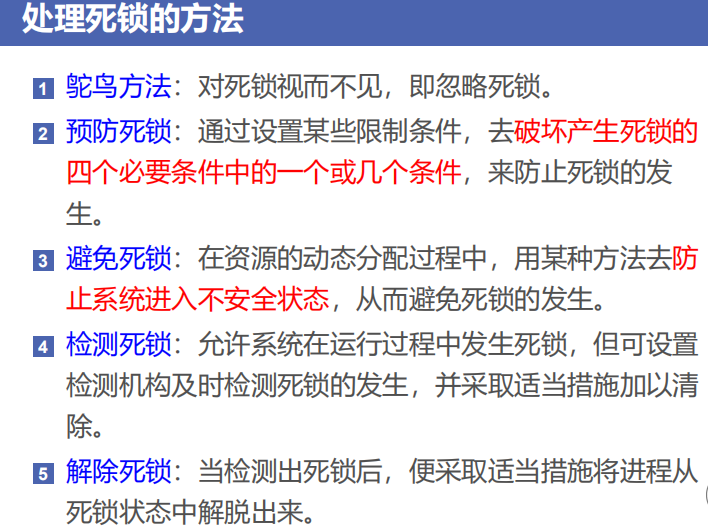 处理死锁的方法
1 鸵鸟方法：对死锁视而不见，即忽略死锁。
2 预防死锁：通过设置某些限制条件，去破坏产生死锁的
四个必要条件中的一个或几个条件，来防止死锁的发
生。
3 避免死锁：在资源的动态分配过程中，用某种方法去防
止系统进入不安全状态，从而避免死锁的发生。
4 检测死锁：允许系统在运行过程中发生死锁，但可设置
检测机构及时检测死锁的发生，并采取适当措施加以清
除。
5 解除死锁：当检测出死锁后，便采取适当措施将进程从
死锁状态中解脱出来。